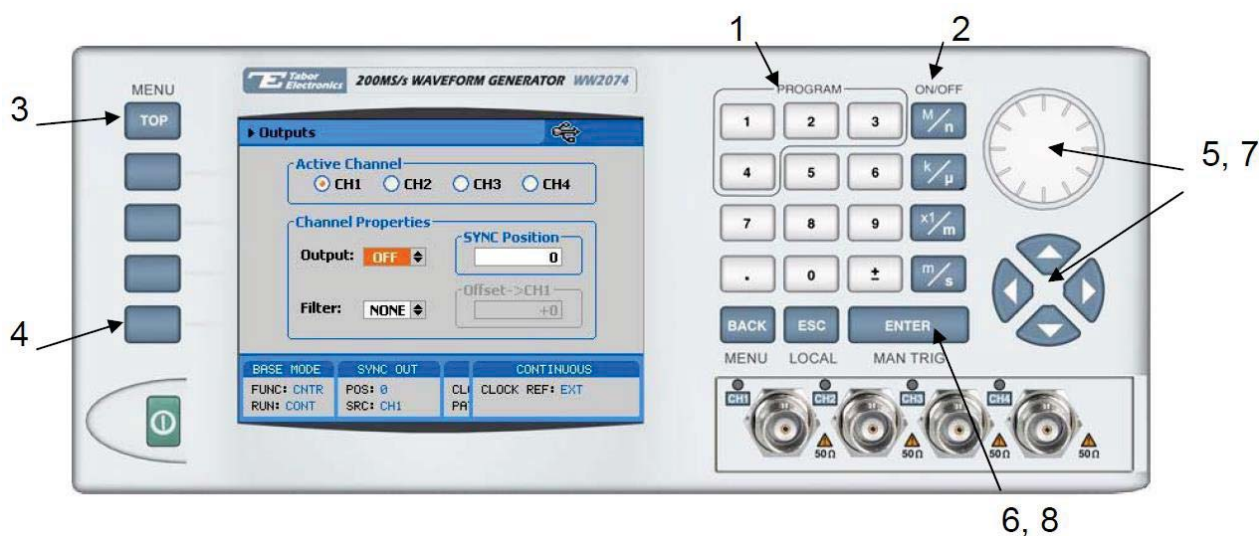 1
2
3
4
5, 7
6, 8
MENU
TOP
Tabor Electronics
200MS/s WAVEFORM GENERATOR WW2074
Outputs
Active Channel
CH1 CH2 CH3 CH4
Channel Properties
Output: OFF
SYNC Position
0
Filter: NONE
Offset->CH1
+0
BASE MODE SYNC OUT CONTINUOUS
FUNC: CNTR POS: 0 CLOCK REF: EXT
RUN: CONT SRC: CH1
PROGRAM ON/OFF
1 2 3 M/n
4 5 6 k/µ
7 8 9 x1/m
. 0 ± m/s
BACK ESC ENTER
MENU LOCAL MAN TRIG
CH1 CH2 CH3 CH4
50Ω 50Ω 50Ω 50Ω